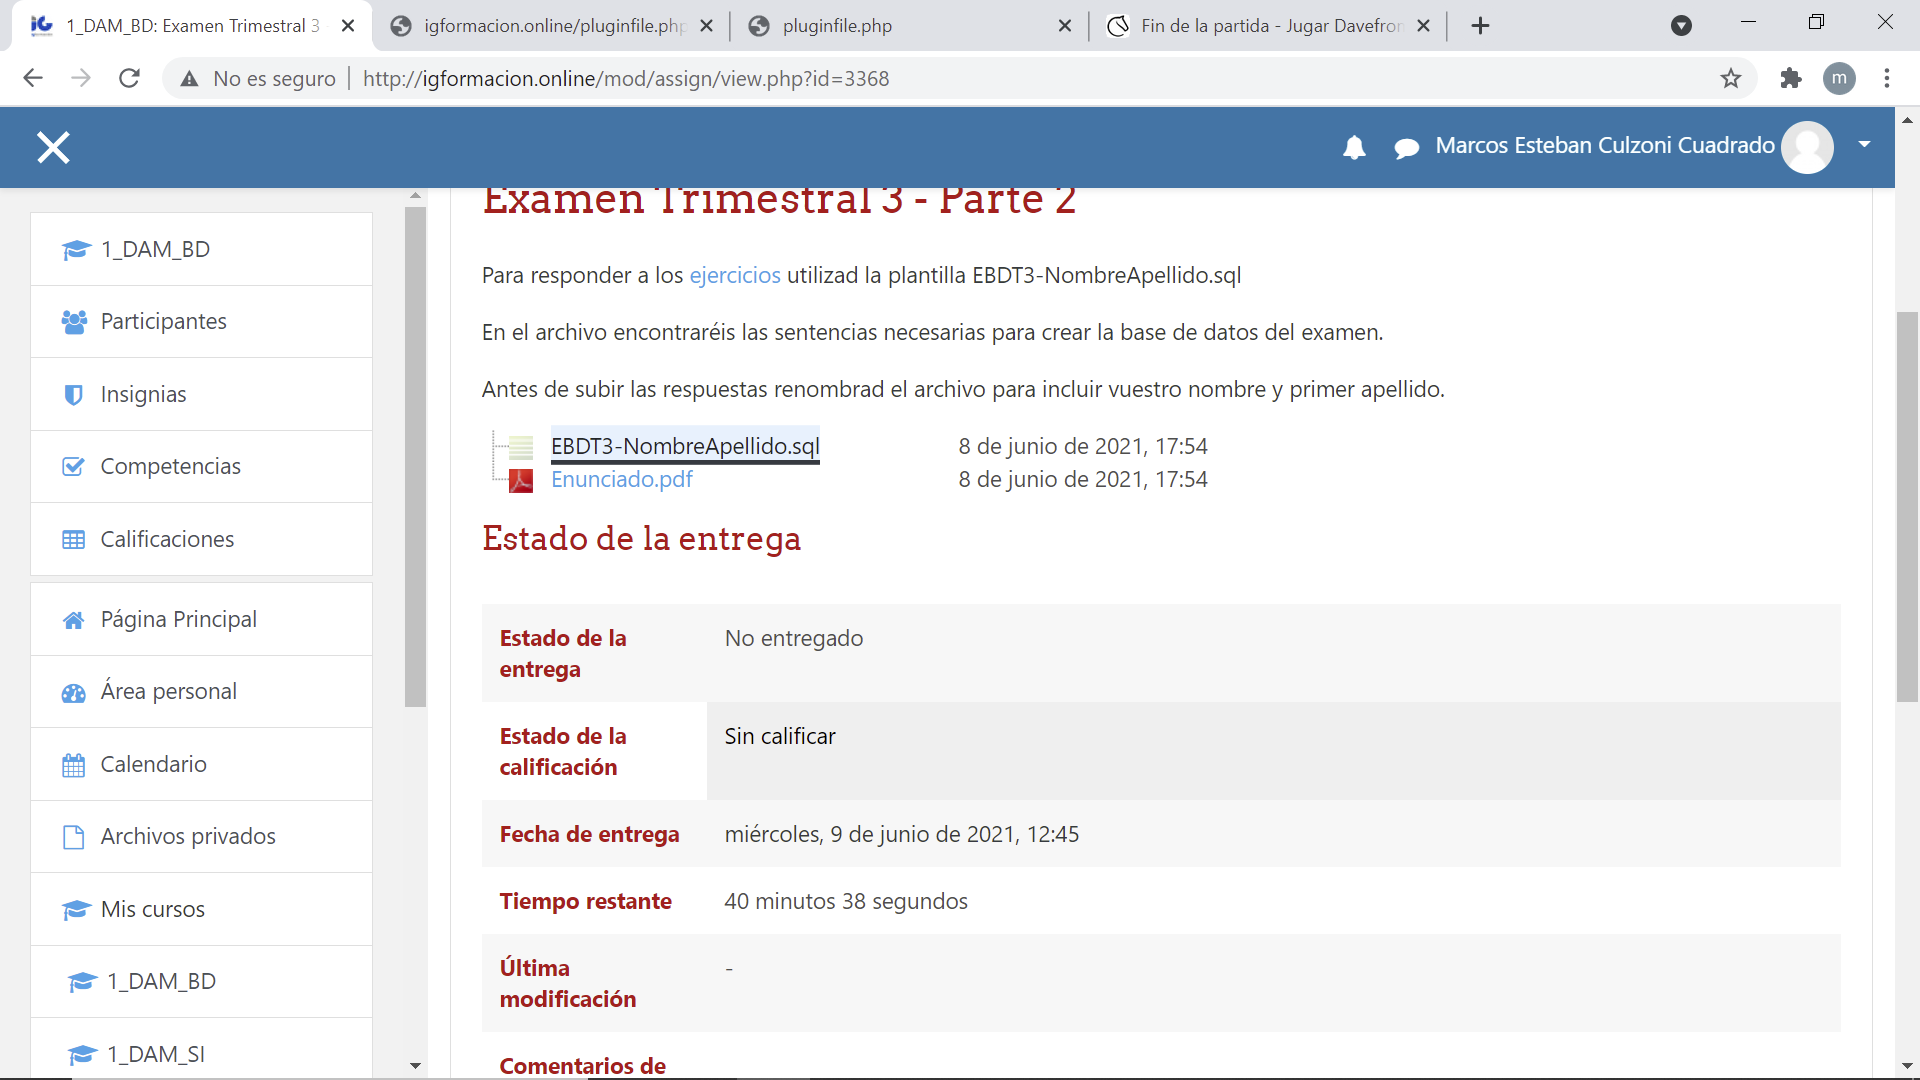 1_DAM_BD: Examen Trimestral 3
igformacion.online/pluginfile.php
pluginfile.php
Fin de la partida - Jugar Davefron
No es seguro
http://igformacion.online/mod/assign/view.php?id=3368
m
Marcos Esteban Culzoni Cuadrado
1_DAM_BD
Participantes
Insignias
Competencias
Calificaciones
Página Principal
Área personal
Calendario
Archivos privados
Mis cursos
1_DAM_BD
1_DAM_SI
Examen Trimestral 3 - Parte 2
Para responder a los ejercicios utilizad la plantilla EBDT3-NombreApellido.sql
En el archivo encontraréis las sentencias necesarias para crear la base de datos del examen.
Antes de subir las respuestas renombrad el archivo para incluir vuestro nombre y primer apellido.
EBDT3-NombreApellido.sql 8 de junio de 2021, 17:54
Enunciado.pdf 8 de junio de 2021, 17:54
Estado de la entrega
Estado de la entrega No entregado
Estado de la calificación Sin calificar
Fecha de entrega miércoles, 9 de junio de 2021, 12:45
Tiempo restante 40 minutos 38 segundos
Última modificación -
Comentarios de